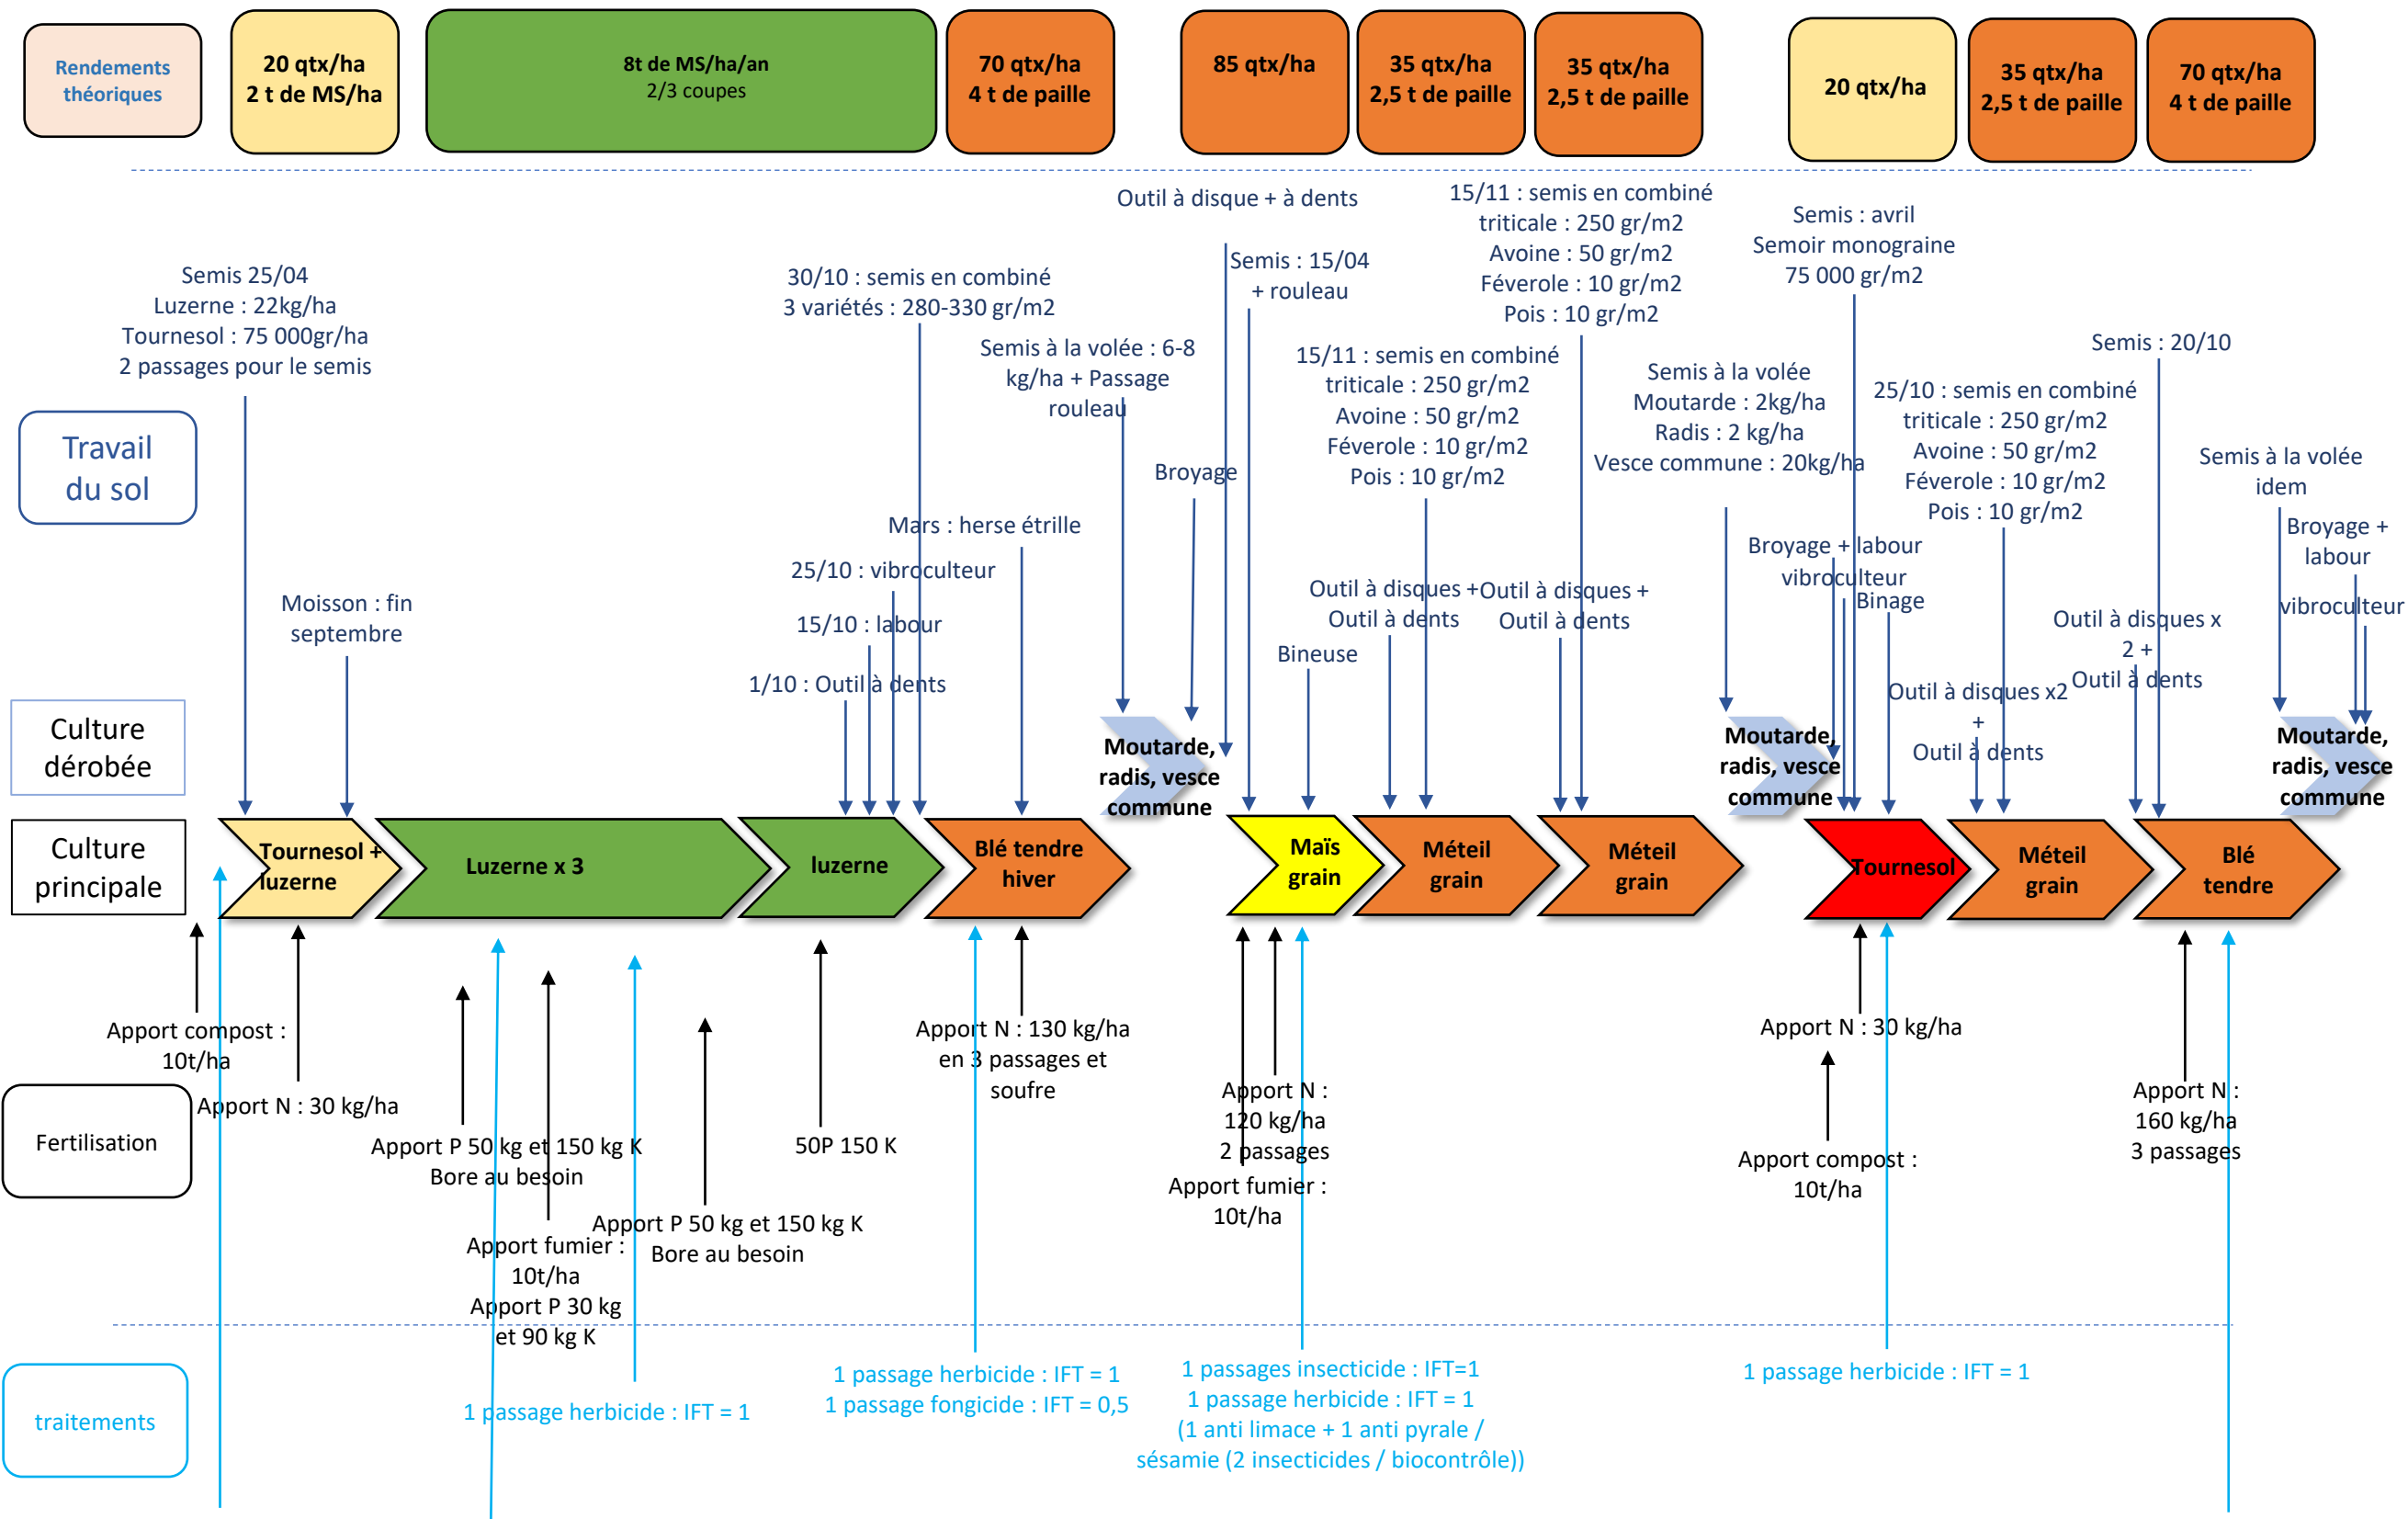 Rendements
théoriques
20 qtx/ha
2 t de MS/ha
8t de MS/ha/an
2/3 coupes
70 qtx/ha
4 t de paille
85 qtx/ha
35 qtx/ha
2,5 t de paille
35 qtx/ha
2,5 t de paille
20 qtx/ha
35 qtx/ha
2,5 t de paille
70 qtx/ha
4 t de paille
Travail
du sol
Semis 25/04
Luzerne : 22kg/ha
Tournesol : 75 000gr/ha
2 passages pour le semis
Moisson : fin
septembre
1/10 : Outil à dents
15/10 : labour
25/10 : vibroculteur
30/10 : semis en combiné
3 variétés : 280-330 gr/m2
Mars : herse étrille
Semis à la volée : 6-8
kg/ha + Passage
rouleau
Broyage
Outil à disque + à dents
Semis : 15/04
+ rouleau
Bineuse
Outil à disques +
Outil à dents
15/11 : semis en combiné
triticale : 250 gr/m2
Avoine : 50 gr/m2
Féverole : 10 gr/m2
Pois : 10 gr/m2
Outil à disques +
Outil à dents
15/11 : semis en combiné
triticale : 250 gr/m2
Avoine : 50 gr/m2
Féverole : 10 gr/m2
Pois : 10 gr/m2
Semis à la volée
Moutarde : 2kg/ha
Radis : 2 kg/ha
Vesce commune : 20kg/ha
Broyage + labour
vibroculteur
Semis : avril
Semoir monograine
75 000 gr/m2
Binage
Outil à disques x2
+
Outil à dents
25/10 : semis en combiné
triticale : 250 gr/m2
Avoine : 50 gr/m2
Féverole : 10 gr/m2
Pois : 10 gr/m2
Outil à disques x
2 +
Outil à dents
Semis : 20/10
Semis à la volée
idem
Broyage +
labour
vibroculteur
Culture
dérobée
Moutarde,
radis, vesce
commune
Moutarde,
radis, vesce
commune
Moutarde,
radis, vesce
commune
Culture
principale
Tournesol +
luzerne
Luzerne x 3
luzerne
Blé tendre
hiver
Maïs
grain
Méteil
grain
Méteil
grain
Tournesol
Méteil
grain
Blé
tendre
Fertilisation
Apport compost :
10t/ha
Apport N : 30 kg/ha
Apport P 50 kg et 150 kg K
Bore au besoin
Apport fumier :
10t/ha
Apport P 30 kg
et 90 kg K
Apport P 50 kg et 150 kg K
Bore au besoin
50P 150 K
Apport N : 130 kg/ha
en 3 passages et
soufre
Apport N :
120 kg/ha
2 passages
Apport fumier :
10t/ha
Apport N : 30 kg/ha
Apport compost :
10t/ha
Apport N :
160 kg/ha
3 passages
traitements
1 passage herbicide : IFT = 1
1 passage herbicide : IFT = 1
1 passage fongicide : IFT = 0,5
1 passages insecticide : IFT=1
1 passage herbicide : IFT = 1
(1 anti limace + 1 anti pyrale /
sésamie (2 insecticides / biocontrôle))
1 passage herbicide : IFT = 1